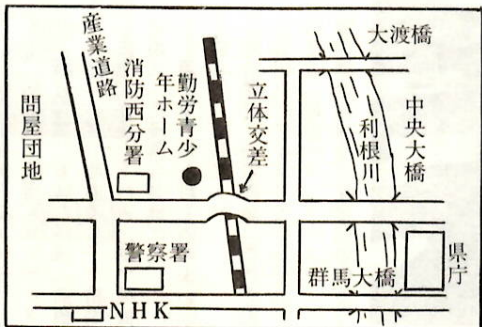 産業道路
問屋団地
消防西分署
勤労青少
年ホーム
立体交差
大渡橋
利根川
中央大橋
警察署
群馬大橋
県庁
NHK